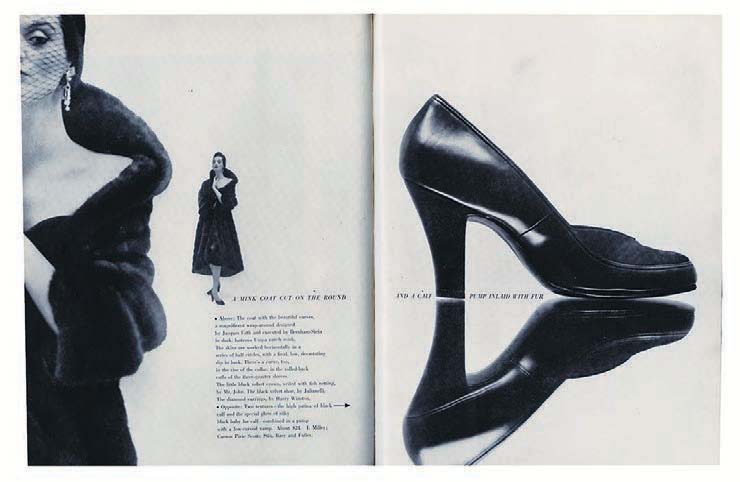 A MINK COAT CUT ON THE ROUND
AND A CALF PUMP INLAID WITH FUR
• Above: The coat with the beautiful curves,
a magnificent wrap-around designed
by Jacques Fath and executed by Bernham-Stein
in dark, lustrous Eutpa ranch mink.
The skins are worked horizontally in a
series of half circles, with a final, low, descending
dip in back. There's a curve, too,
in the rise of the collar, in the rolled-back
cuffs of the three-quarter sleeves.
The little black velvet crown, veiled with fish netting,
by Mr. John. The black velvet shoe, by Julianelli.
The diamond earrings, by Harry Winston.
• Opposite: Two textures—the high patina of black
calf and the special gloss of silky
black baby fur calf—combined in a pump
with a low-curved vamp. About $24. I. Miller;
Carson Pirie Scott; Stix, Baer and Fuller.